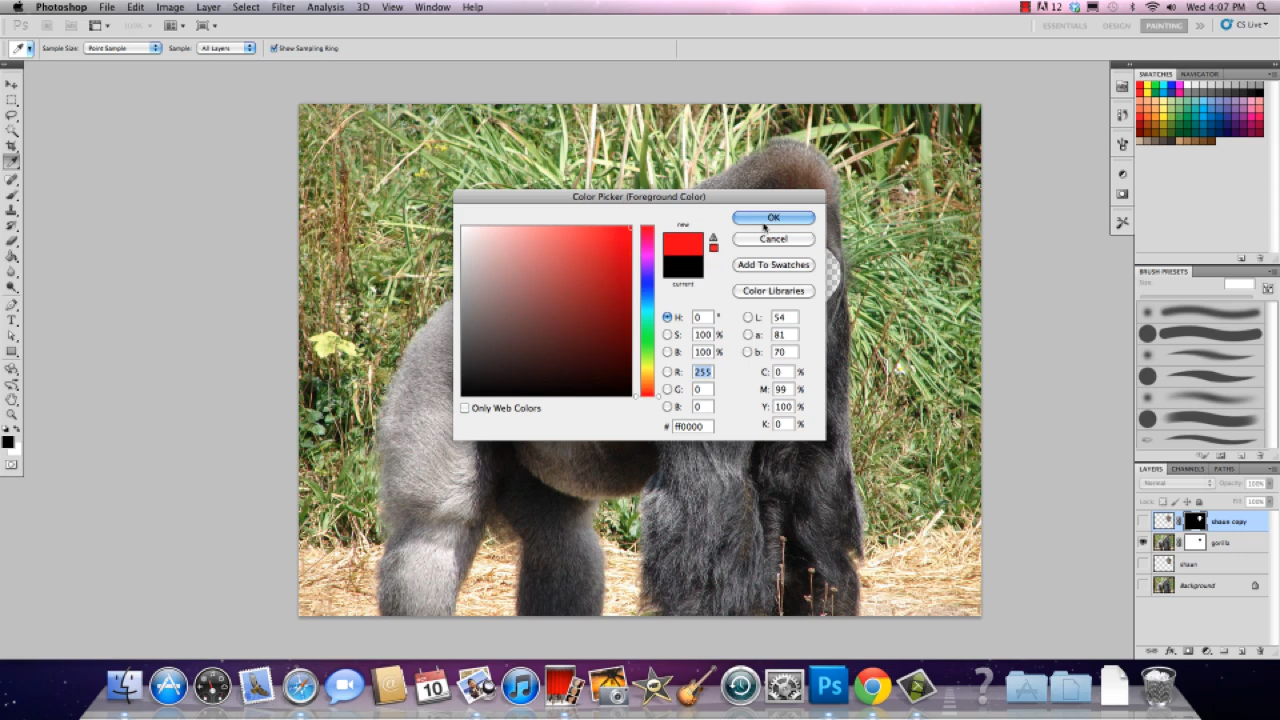 Photoshop File Edit Image Layer Select Filter Analysis 3D View Window Help
12 Wed 4:07 PM
Ps ESSENTIALS DESIGN PAINTING >> CS Live
Sample Size: Point Sample Sample: All Layers Show Sampling Ring
SWATCHES NAVIGATOR
Color Picker (Foreground Color)
new
current
OK
Cancel
Add To Swatches
Color Libraries
H: 0 °
S: 100 %
B: 100 %
R: 255
G: 0
B: 0
# ff0000
L: 54
a: 81
b: 70
C: 0 %
M: 99 %
Y: 100 %
K: 0 %
Only Web Colors
BRUSH PRESETS
Size:
LAYERS CHANNELS PATHS
Normal Opacity: 100%
Lock: Fill: 100%
shaun copy
gorilla
shaun
Background
10
Ps